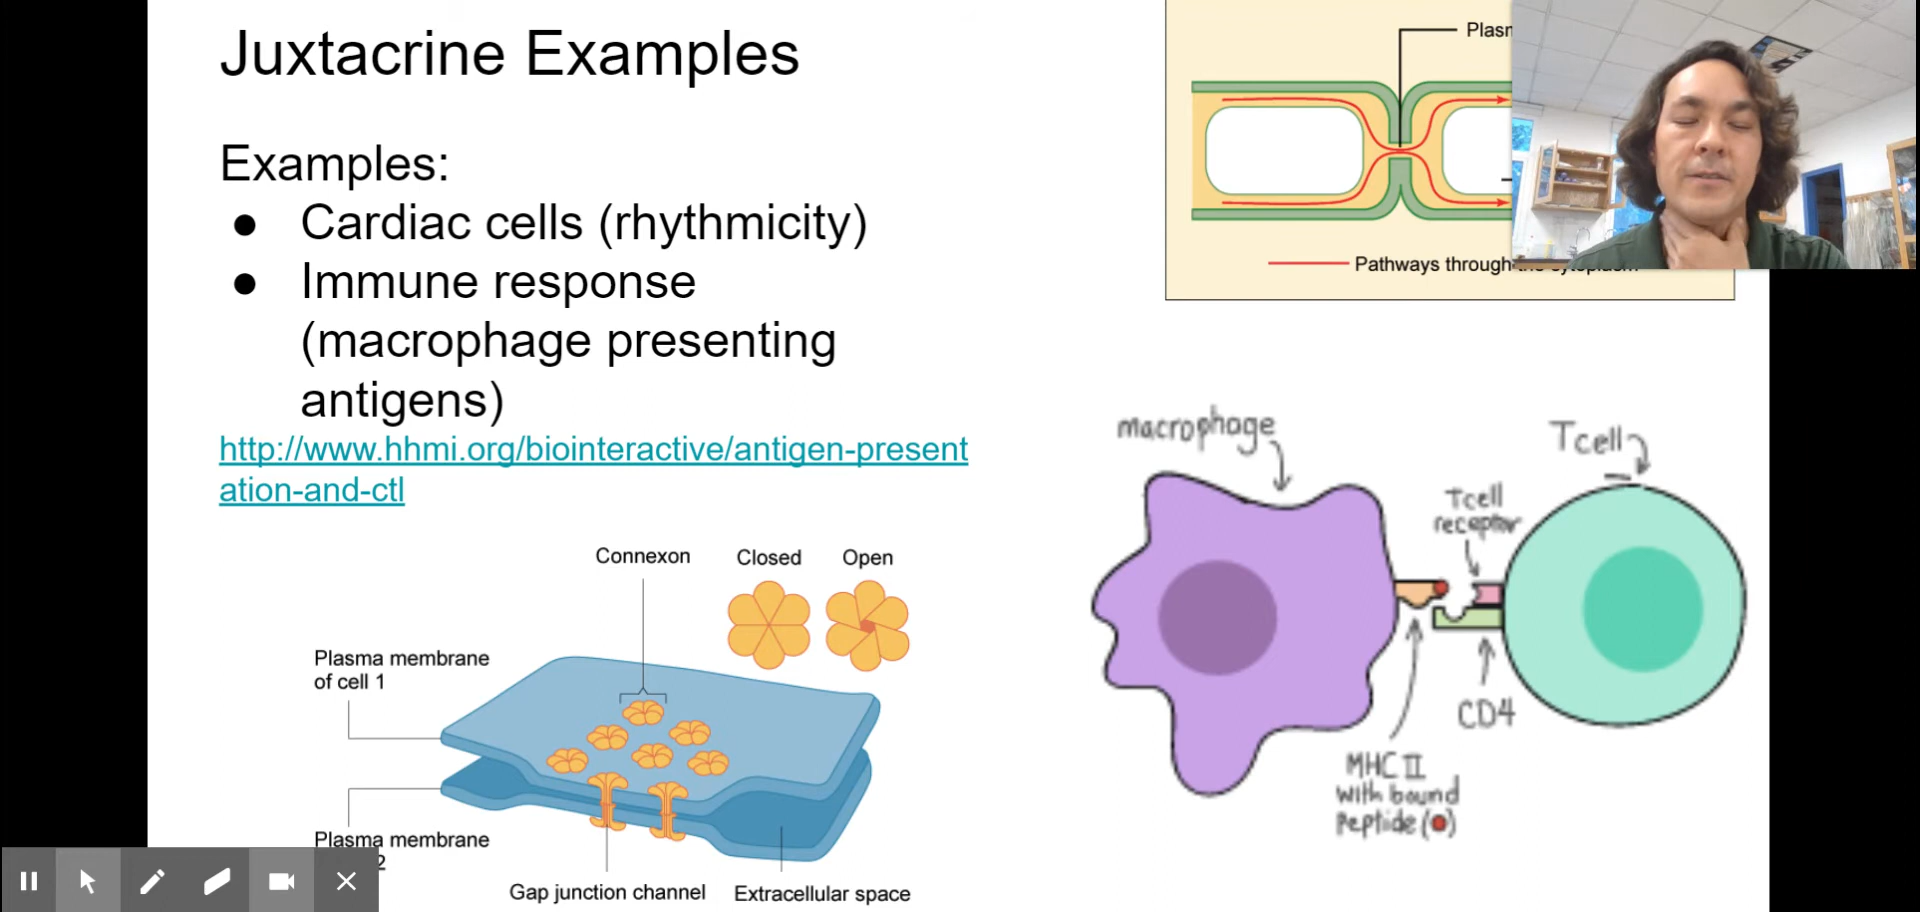 Juxtacrine Examples
Examples:
● Cardiac cells (rhythmicity)
● Immune response
(macrophage presenting
antigens)
http://www.hhmi.org/biointeractive/antigen-present
ation-and-ctl
Connexon
Closed
Open
Plasma membrane
of cell 1
Plasma membrane
2
Gap junction channel
Extracellular space
Plasm
Pathways through the cytoplasm
macrophage
Tcell
Tcell
receptor
CD4
MHC II
with bound
peptide (●)